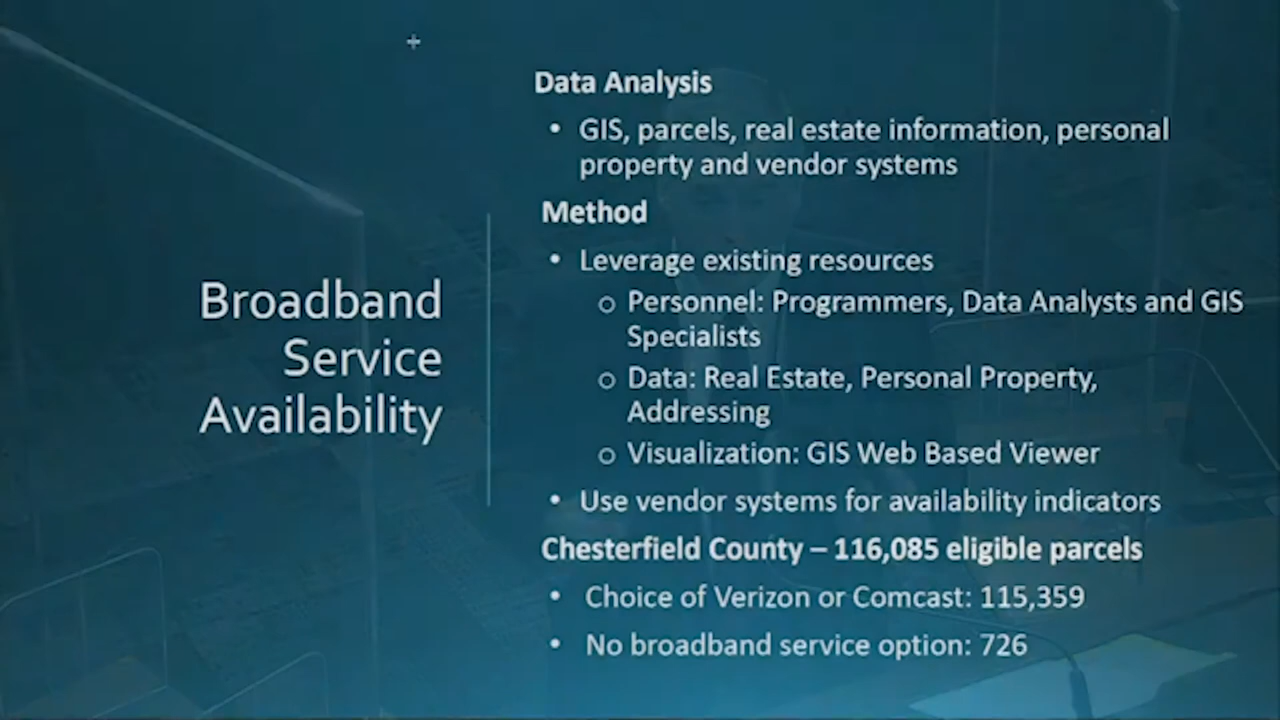 Broadband
Service
Availability
Data Analysis
• GIS, parcels, real estate information, personal
property and vendor systems
Method
• Leverage existing resources
o Personnel: Programmers, Data Analysts and GIS
Specialists
o Data: Real Estate, Personal Property,
Addressing
o Visualization: GIS Web Based Viewer
• Use vendor systems for availability indicators
Chesterfield County – 116,085 eligible parcels
• Choice of Verizon or Comcast: 115,359
• No broadband service option: 726